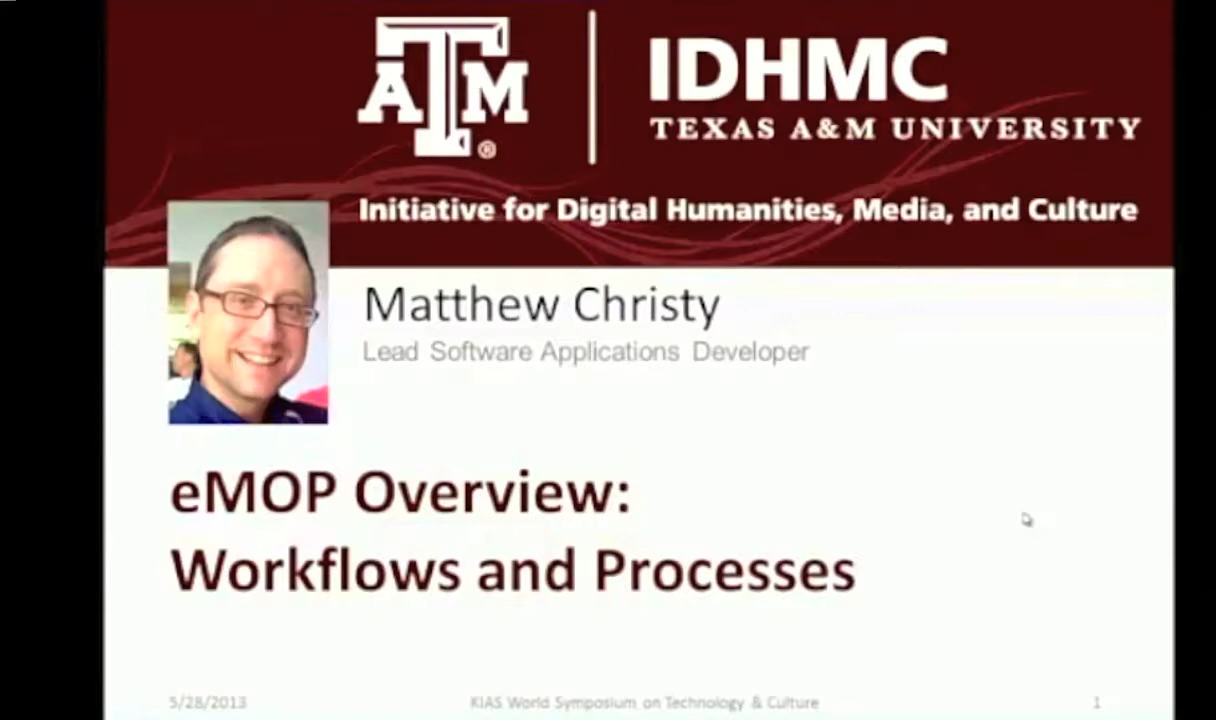 ATM®
IDHMC
TEXAS A&M UNIVERSITY
Initiative for Digital Humanities, Media, and Culture
Matthew Christy
Lead Software Applications Developer
eMOP Overview:
Workflows and Processes
5/28/2013 KIAS World Symposium on Technology & Culture 1